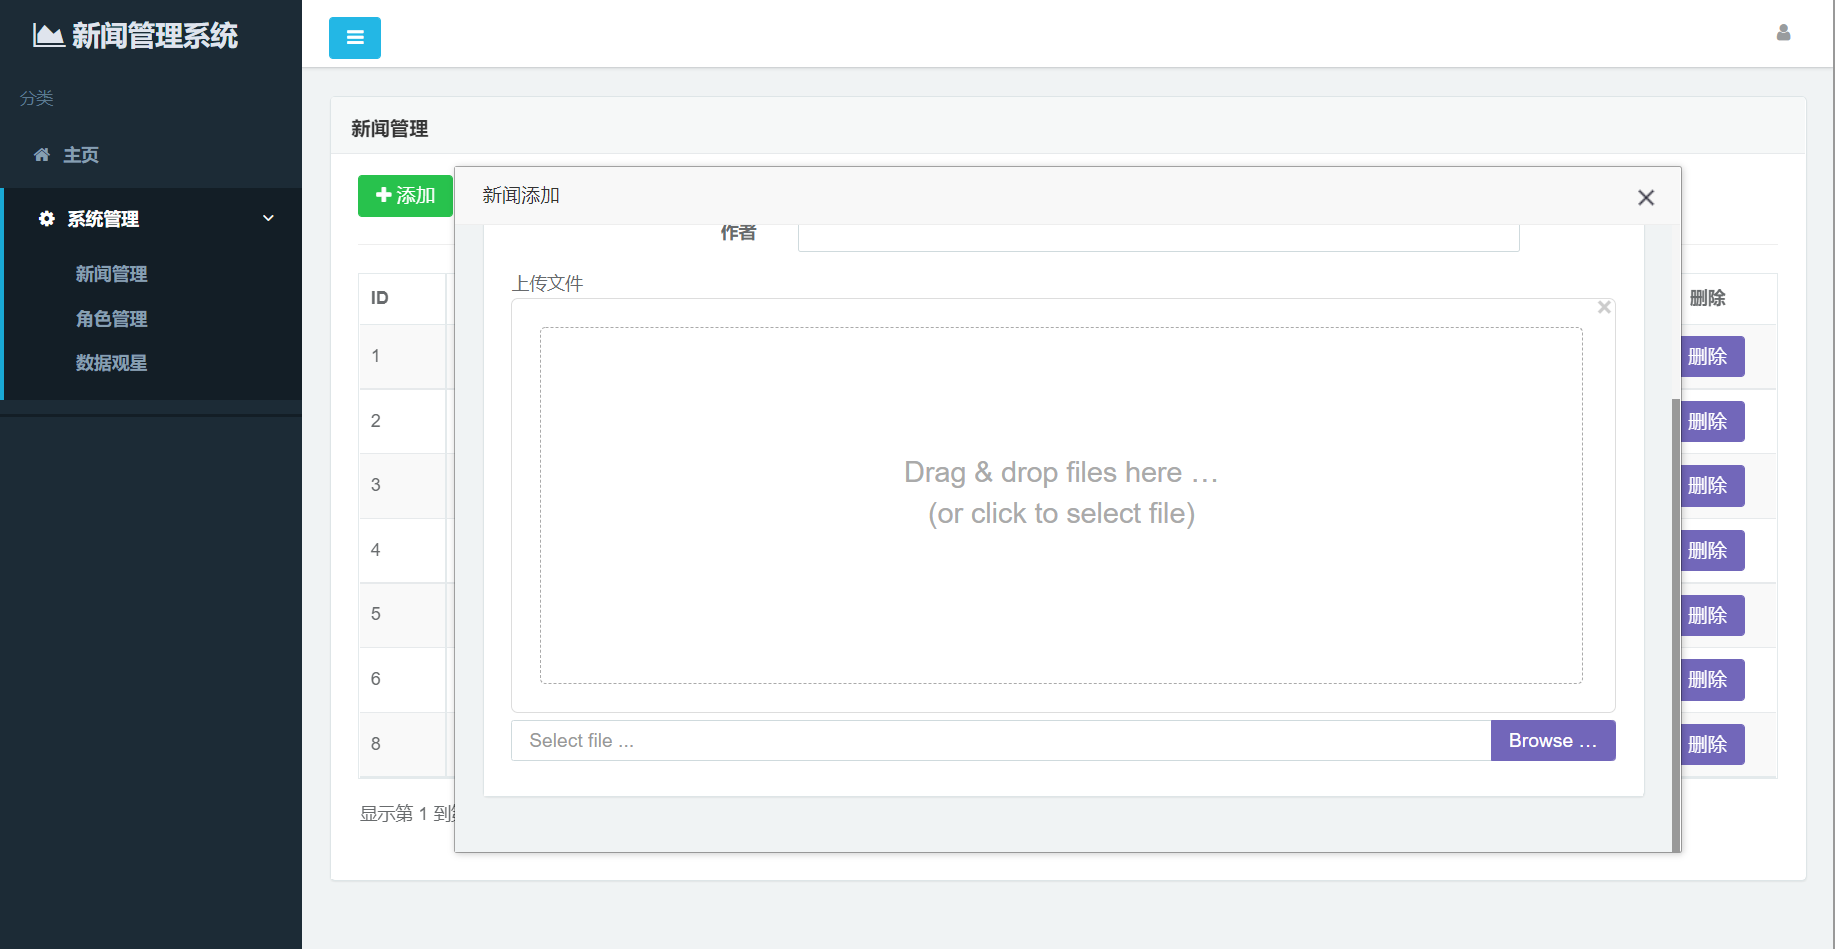 新闻管理系统
分类
主页
系统管理
新闻管理
角色管理
数据观星
新闻管理
添加
新闻添加
作者
上传文件
Drag & drop files here …
(or click to select file)
Select file ...
Browse …
ID
删除
1
删除
2
删除
3
删除
4
删除
5
删除
6
删除
8
删除
显示第 1 到